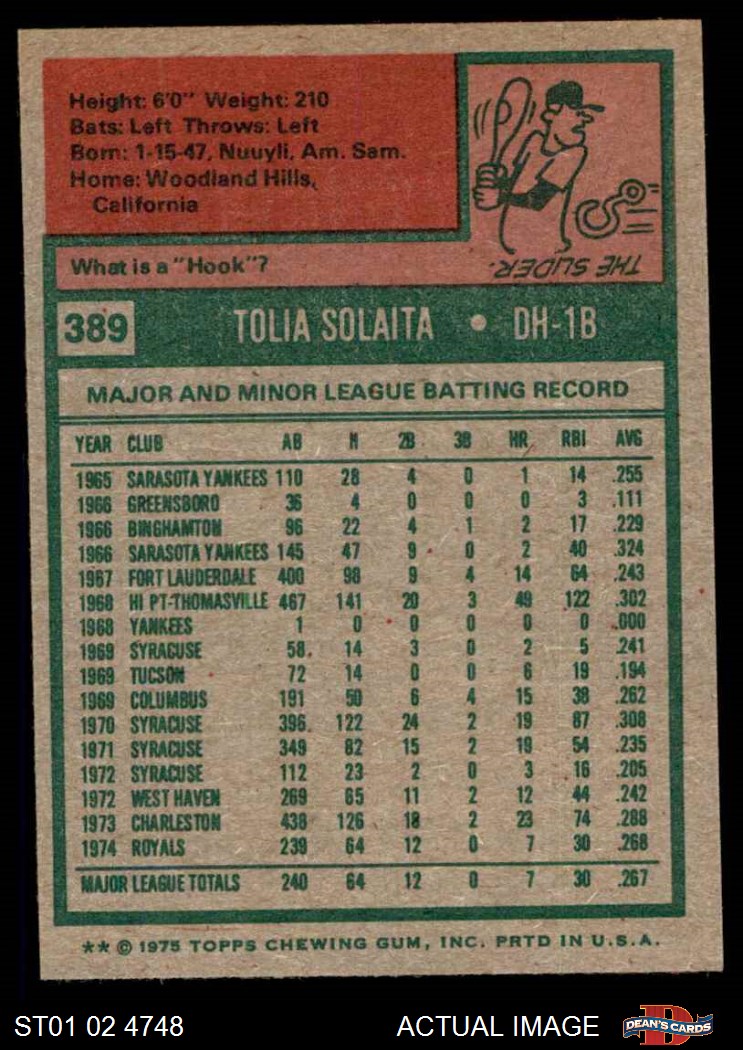 Height: 6'0" Weight: 210
Bats: Left Throws: Left
Born: 1-15-47, Nuuyli, Am. Sam.
Home: Woodland Hills,
California
What is a "Hook"?
THE SLIDER.
389 TOLIA SOLAITA • DH-1B
MAJOR AND MINOR LEAGUE BATTING RECORD
YEAR CLUB AB H 2B 3B HR RBI AVG
1965 SARASOTA YANKEES 110 28 4 0 1 14 .255
1966 GREENSBORO 36 4 0 0 0 3 .111
1966 BINGHAMTON 96 22 4 1 2 17 .229
1966 SARASOTA YANKEES 145 47 9 0 2 40 .324
1967 FORT LAUDERDALE 400 98 9 4 14 64 .243
1968 HI PT-THOMASVILLE 467 141 20 3 49 122 .302
1968 YANKEES 1 0 0 0 0 0 .000
1969 SYRACUSE 58 14 3 0 2 5 .241
1969 TUCSON 72 14 0 0 6 19 .194
1969 COLUMBUS 191 50 6 4 15 38 .262
1970 SYRACUSE 396 122 24 2 19 87 .308
1971 SYRACUSE 349 82 15 2 19 54 .235
1972 SYRACUSE 112 23 2 0 3 16 .205
1972 WEST HAVEN 269 65 11 2 12 44 .242
1973 CHARLESTON 438 126 18 2 23 74 .288
1974 ROYALS 239 64 12 0 7 30 .268
MAJOR LEAGUE TOTALS 240 64 12 0 7 30 .267
** © 1975 TOPPS CHEWING GUM, INC. PRTD IN U.S.A.
ST01 02 4748 ACTUAL IMAGE DEAN'S CARDS